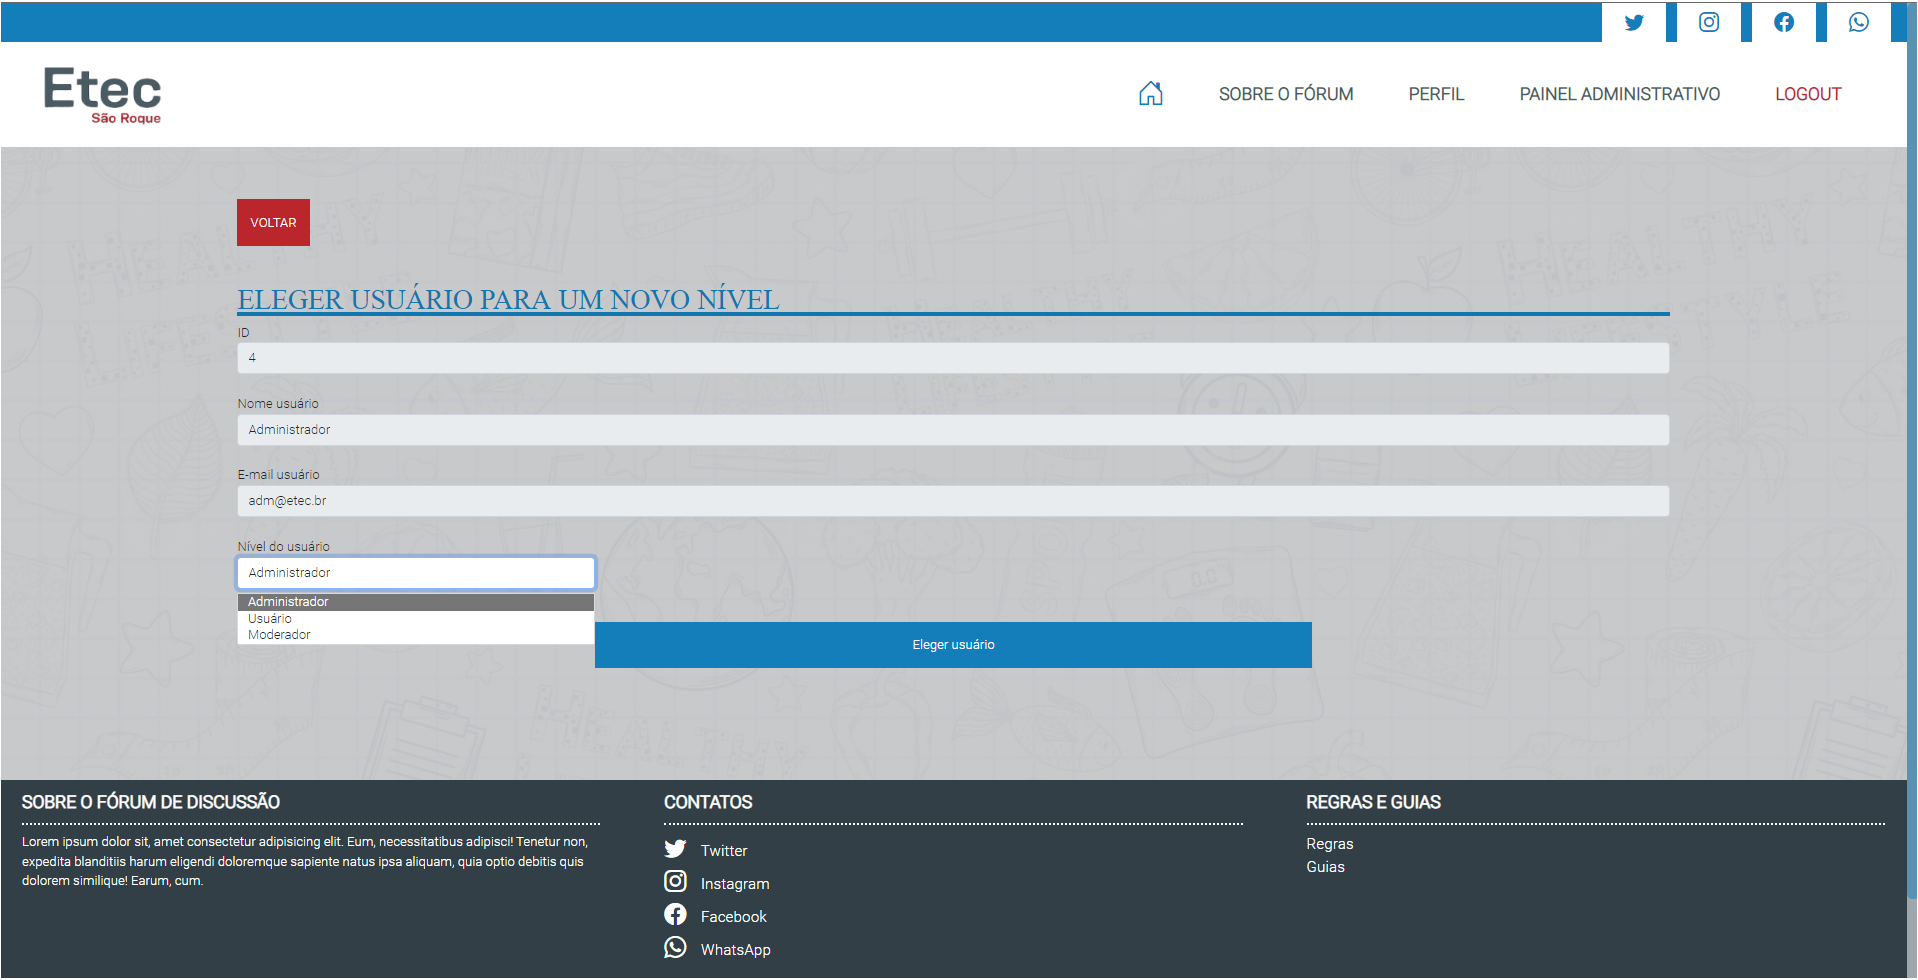 Etec
São Roque
SOBRE O FÓRUM
PERFIL
PAINEL ADMINISTRATIVO
LOGOUT
VOLTAR
ELEGER USUÁRIO PARA UM NOVO NÍVEL
ID
4
Nome usuário
Administrador
E-mail usuário
adm@etec.br
Nível do usuário
Administrador
Administrador
Usuário
Moderador
Eleger usuário
SOBRE O FÓRUM DE DISCUSSÃO
Lorem ipsum dolor sit, amet consectetur adipisicing elit. Eum, necessitatibus adipisci! Tenetur non,
expedita blanditiis harum eligendi doloremque sapiente natus ipsa aliquam, quia optio debitis quis
dolorem similique! Earum, cum.
CONTATOS
Twitter
Instagram
Facebook
WhatsApp
REGRAS E GUIAS
Regras
Guias